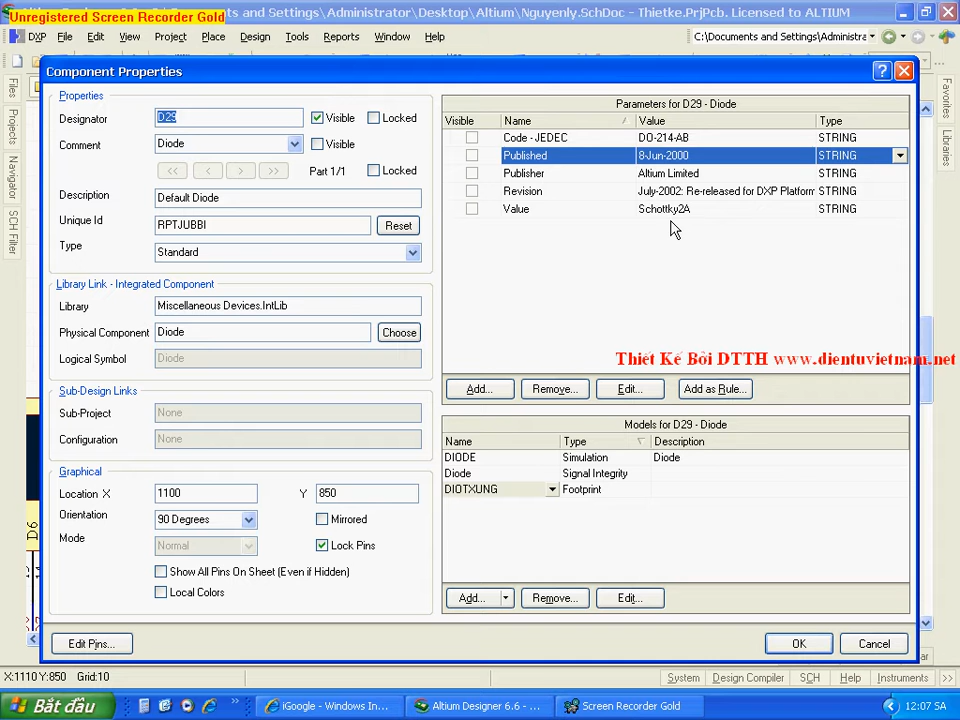 Unregistered Screen Recorder Gold
and Settings\Administrator\Desktop\Altium\Nguyenly.SchDoc - Thietke.PrjPcb. Licensed to ALTIUM
DXP File Edit View Project Place Design Tools Reports Window Help
C:\Documents and Settings\Administra
Component Properties
Files
Projects
SCH Filter
Favorites
Libraries
Properties
Designator D29 Visible Locked
Comment Diode Visible
<< < > >> Part 1/1 Locked
Description Default Diode
Unique Id RPTJUBBI Reset
Type Standard
Library Link - Integrated Component
Library Miscellaneous Devices.IntLib
Physical Component Diode Choose
Logical Symbol Diode
Sub-Design Links
Sub-Project None
Configuration None
Graphical
Location X 1100 Y 850
Orientation 90 Degrees Mirrored
Mode Normal Lock Pins
Show All Pins On Sheet (Even if Hidden)
Local Colors
Parameters for D29 - Diode
Visible Name / Value Type
Code - JEDEC DO-214-AB STRING
Published 8-Jun-2000 STRING
Publisher Altium Limited STRING
Revision July-2002: Re-released for DXP Platform STRING
Value Schottky2A STRING
Thiết Kế Bởi DTTH www.dientuvietnam.net
Add... Remove... Edit... Add as Rule...
Models for D29 - Diode
Name Type Description
DIODE Simulation Diode
Diode Signal Integrity
DIOTXUNG Footprint
Add... Remove... Edit...
Edit Pins... OK Cancel
D6
X:1110 Y:850 Grid:10
System Design Compiler SCH Help Instruments
Bắt đầu
iGoogle - Windows In...
Altium Designer 6.6 - ...
Screen Recorder Gold
12:07 SA